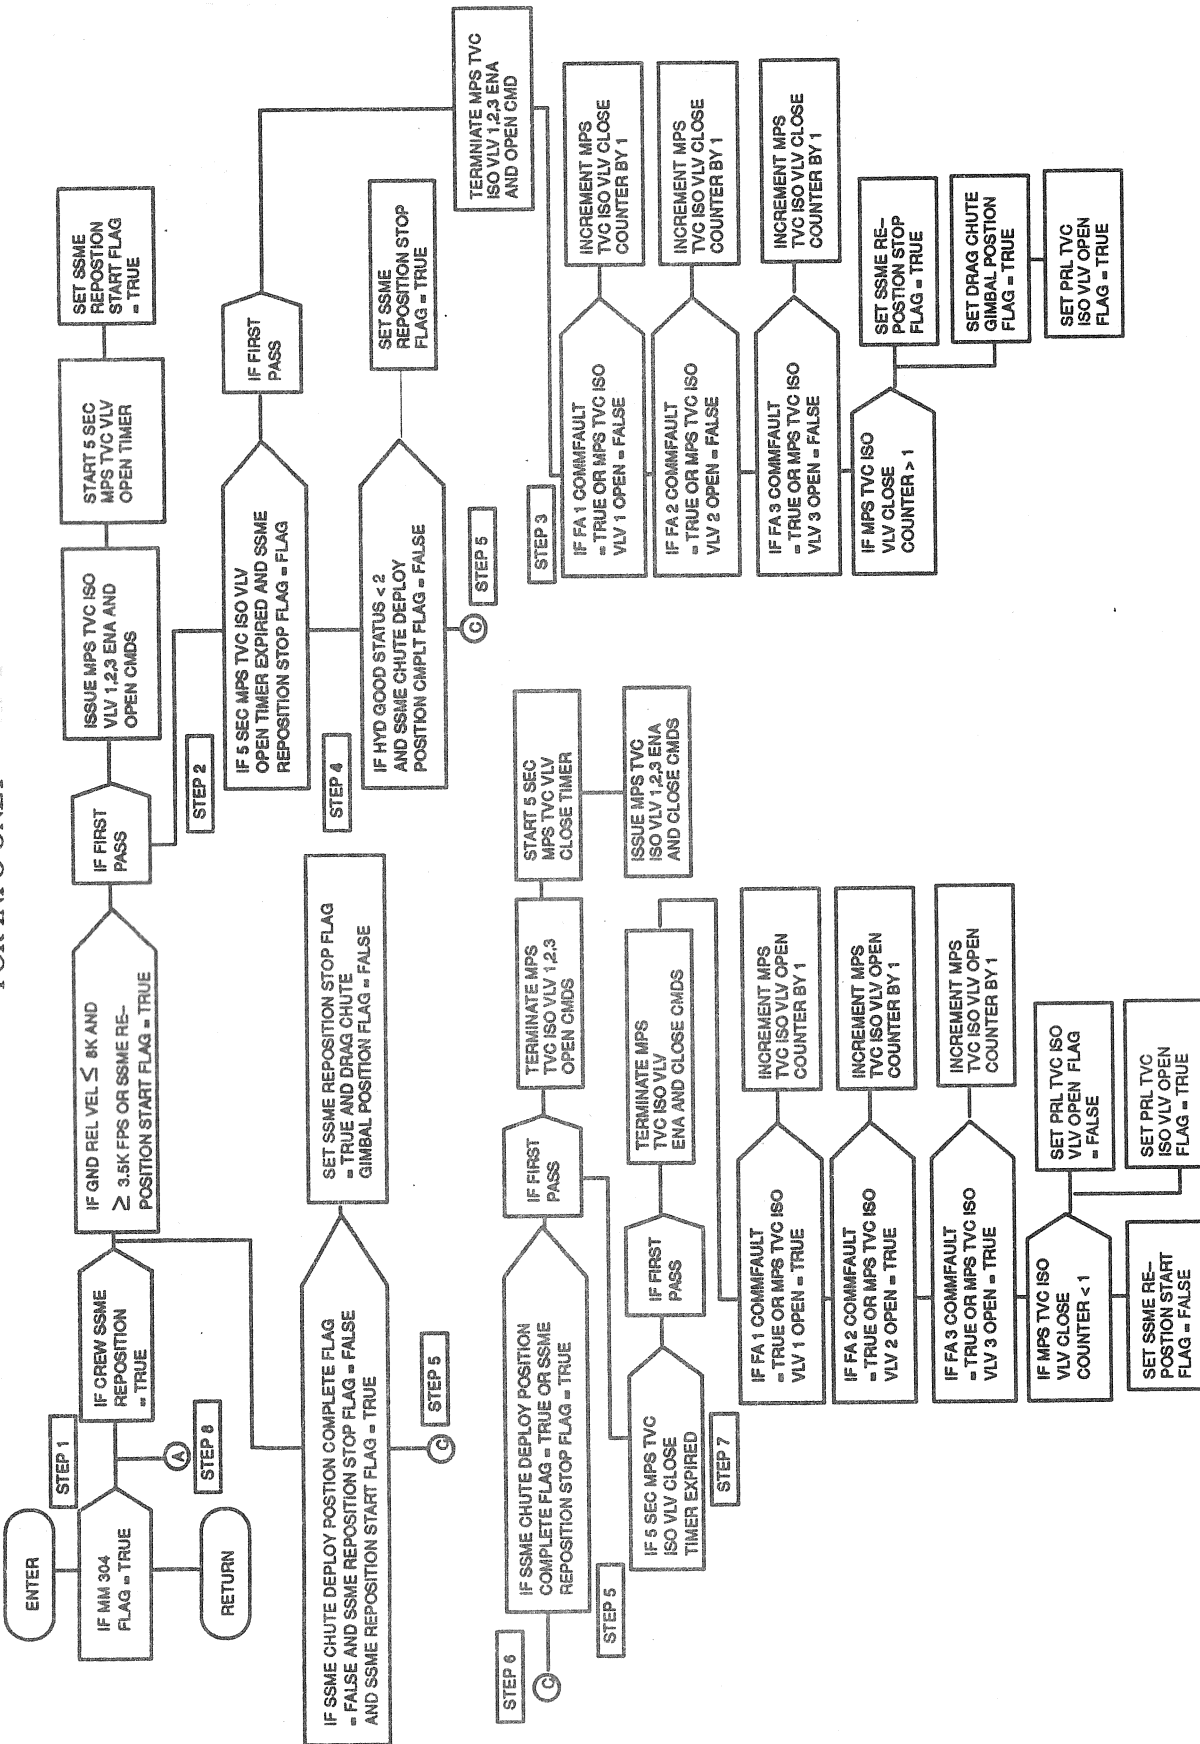 FOR INFO ONLY
ENTER
STEP 1
IF MM 304
FLAG = TRUE
RETURN
A
STEP 8
IF CREW SSME
REPOSITION
= TRUE
IF GND REL VEL ≤ 8K AND
≥ 3.5K FPS OR SSME RE-
POSITION START FLAG = TRUE
IF FIRST
PASS
ISSUE MPS TVC ISO
VLV 1,2,3 ENA AND
OPEN CMDS
START 5 SEC
MPS TVC VLV
OPEN TIMER
SET SSME
REPOSTION
START FLAG
= TRUE
STEP 2
IF 5 SEC MPS TVC ISO VLV
OPEN TIMER EXPIRED AND SSME
REPOSITION STOP FLAG = FLAG
IF FIRST
PASS
STEP 4
IF HYD GOOD STATUS < 2
AND SSME CHUTE DEPLOY
POSITION CMPLT FLAG = FALSE
SET SSME
REPOSITION STOP
FLAG = TRUE
C
STEP 5
IF SSME CHUTE DEPLOY POSTION COMPLETE FLAG
= FALSE AND SSME REPOSITION STOP FLAG = FALSE
AND SSME REPOSITION START FLAG = TRUE
SET SSME REPOSITION STOP FLAG
= TRUE AND DRAG CHUTE
GIMBAL POSITION FLAG = FALSE
C
STEP 5
TERMNIATE MPS TVC
ISO VLV 1,2,3 ENA
AND OPEN CMD
STEP 3
IF FA 1 COMMFAULT
= TRUE OR MPS TVC ISO
VLV 1 OPEN = FALSE
INCREMENT MPS
TVC ISO VLV CLOSE
COUNTER BY 1
IF FA 2 COMMFAULT
= TRUE OR MPS TVC ISO
VLV 2 OPEN = FALSE
INCREMENT MPS
TVC ISO VLV CLOSE
COUNTER BY 1
IF FA 3 COMMFAULT
= TRUE OR MPS TVC ISO
VLV 3 OPEN = FALSE
INCREMENT MPS
TVC ISO VLV CLOSE
COUNTER BY 1
IF MPS TVC ISO
VLV CLOSE
COUNTER > 1
SET SSME RE-
POSTION STOP
FLAG = TRUE
SET DRAG CHUTE
GIMBAL POSTION
FLAG = TRUE
SET PRL TVC
ISO VLV OPEN
FLAG = TRUE
STEP 6
C
IF SSME CHUTE DEPLOY POSITION
COMPLETE FLAG = TRUE OR SSME
REPOSITION STOP FLAG = TRUE
IF FIRST
PASS
TERMINATE MPS
TVC ISO VLV 1,2,3
OPEN CMDS
START 5 SEC
MPS TVC VLV
CLOSE TIMER
ISSUE MPS TVC
ISO VLV 1,2,3 ENA
AND CLOSE CMDS
STEP 5
IF 5 SEC MPS TVC
ISO VLV CLOSE
TIMER EXPIRED
IF FIRST
PASS
TERMINATE MPS
TVC ISO VLV
ENA AND CLOSE CMDS
STEP 7
IF FA 1 COMMFAULT
= TRUE OR MPS TVC ISO
VLV 1 OPEN = TRUE
INCREMENT MPS
TVC ISO VLV OPEN
COUNTER BY 1
IF FA 2 COMMFAULT
= TRUE OR MPS TVC ISO
VLV 2 OPEN = TRUE
INCREMENT MPS
TVC ISO VLV OPEN
COUNTER BY 1
IF FA 3 COMMFAULT
= TRUE OR MPS TVC ISO
VLV 3 OPEN = TRUE
INCREMENT MPS
TVC ISO VLV OPEN
COUNTER BY 1
IF MPS TVC ISO
VLV CLOSE
COUNTER < 1
SET PRL TVC ISO
VLV OPEN FLAG
= FALSE
SET SSME RE-
POSTION START
FLAG = FALSE
SET PRL TVC
ISO VLV OPEN
FLAG = TRUE